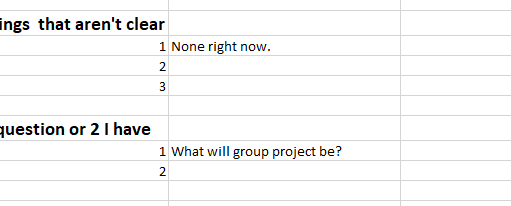 ings that aren't clear
1 None right now.
2
3
question or 2 I have
1 What will group project be?
2